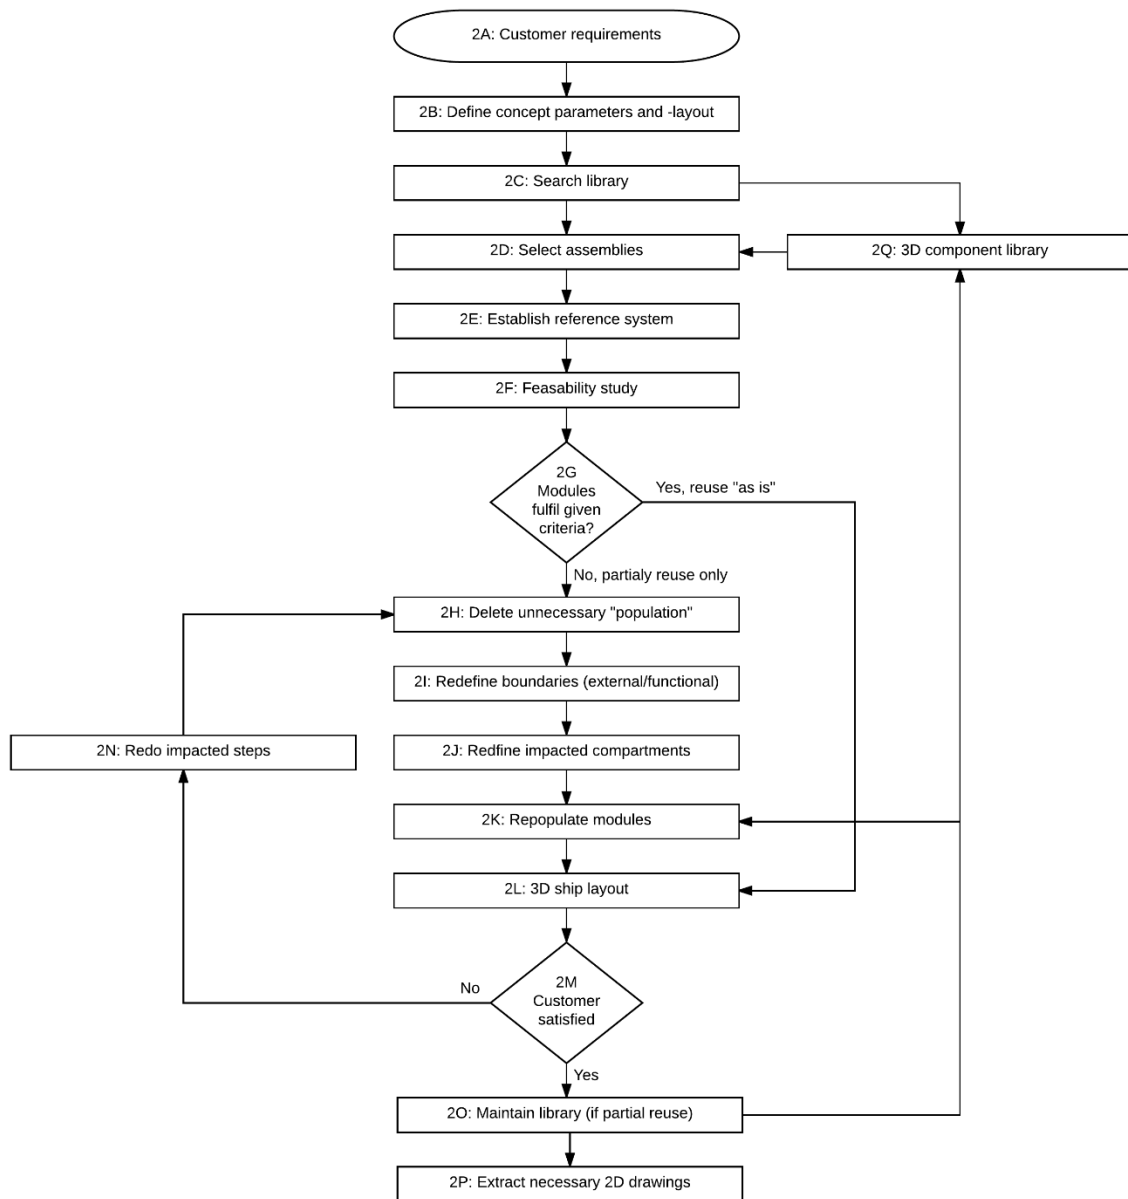 2A: Customer requirements
2B: Define concept parameters and -layout
2C: Search library
2D: Select assemblies
2Q: 3D component library
2E: Establish reference system
2F: Feasability study
2G
Modules
fulfil given
criteria?
Yes, reuse "as is"
No, partialy reuse only
2H: Delete unnecessary "population"
2I: Redefine boundaries (external/functional)
2N: Redo impacted steps
2J: Redfine impacted compartments
2K: Repopulate modules
2L: 3D ship layout
2M
Customer
satisfied
No
Yes
2O: Maintain library (if partial reuse)
2P: Extract necessary 2D drawings